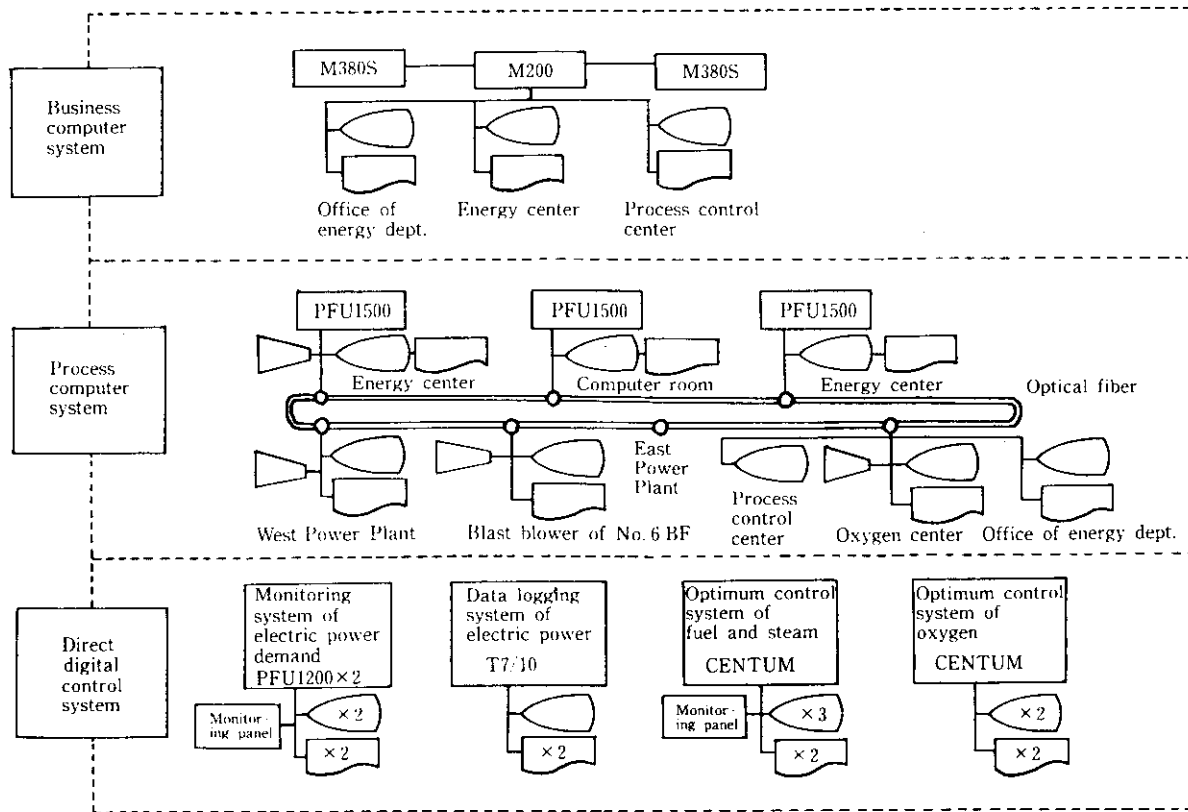 M380S
M200
M380S
Business
computer
system
Office of
energy dept.
Energy center
Process control
center
PFU1500
PFU1500
PFU1500
Process
computer
system
Energy center
Computer room
Energy center
Optical fiber
East
Power
Plant
Process
control
center
West Power Plant
Blast blower of No. 6 BF
Oxygen center
Office of energy dept.
Direct
digital
control
system
Monitoring
system of
electric power
demand
PFU1200×2
Monitor-
ing panel
×2
×2
Data logging
system of
electric power
T7/10
×2
Optimum control
system of
fuel and steam
CENTUM
Monitor-
ing panel
×3
×2
Optimum control
system of
oxygen
CENTUM
×2
×2